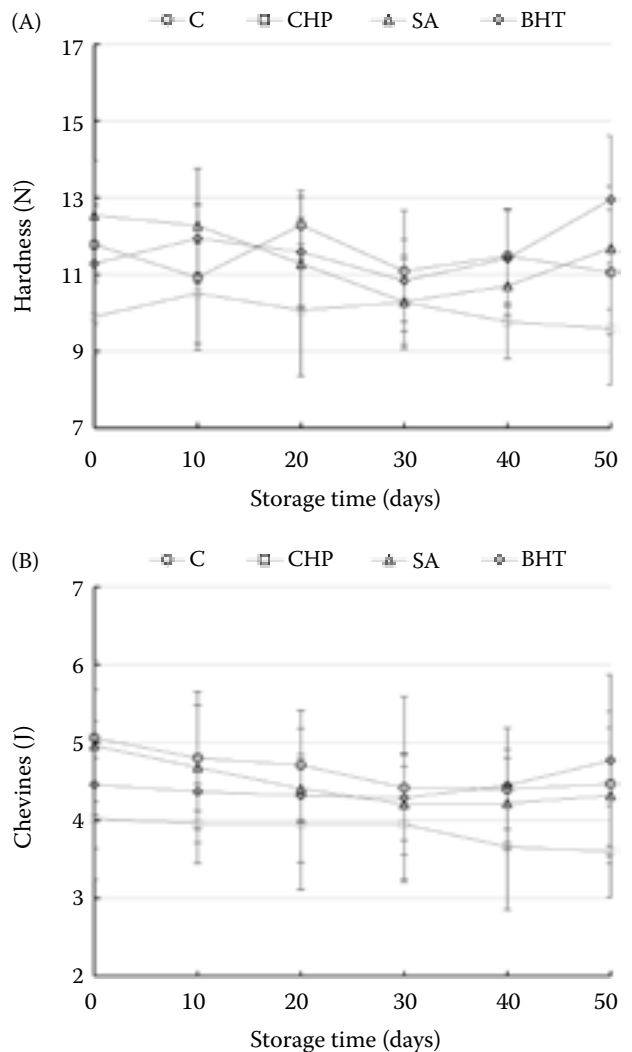 (A)
C CHP SA BHT
17
15
13
11
9
7
Hardness (N)
0 10 20 30 40 50
Storage time (days)
(B)
C CHP SA BHT
7
6
5
4
3
2
Chevines (J)
0 10 20 30 40 50
Storage time (days)